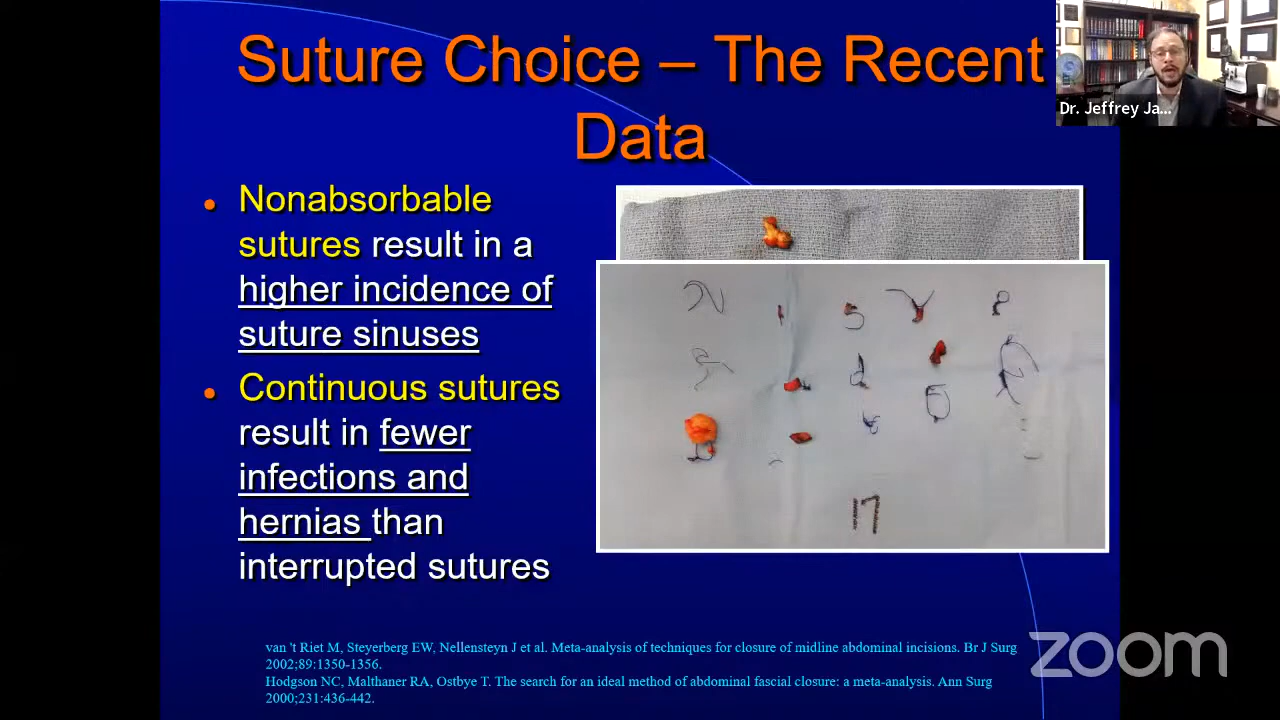 Suture Choice – The Recent
Data
Dr. Jeffrey Ja...
• Nonabsorbable
sutures result in a
higher incidence of
suture sinuses
• Continuous sutures
result in fewer
infections and
hernias than
interrupted sutures
17
van 't Riet M, Steyerberg EW, Nellensteyn J et al. Meta-analysis of techniques for closure of midline abdominal incisions. Br J Surg
2002;89:1350-1356.
Hodgson NC, Malthaner RA, Ostbye T. The search for an ideal method of abdominal fascial closure: a meta-analysis. Ann Surg
2000;231:436-442.
zoom